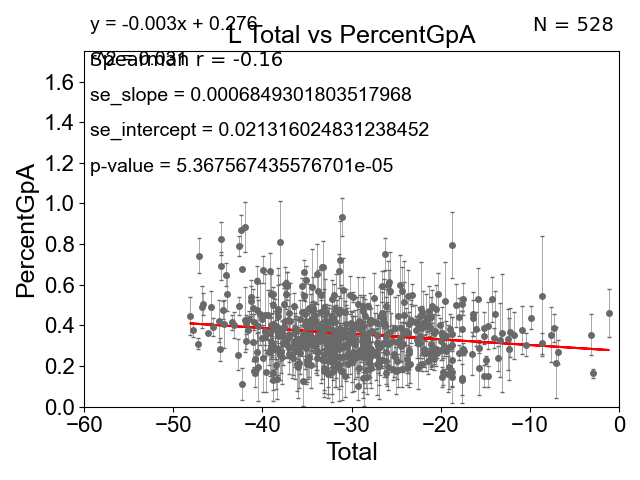 y = -0.003x + 0.276
L Total vs PercentGpA
N = 528
Spearman r = -0.16
se_slope = 0.0006849301803517968
se_intercept = 0.021316024831238452
p-value = 5.367567435576701e-05
PercentGpA
1.6
1.4
1.2
1.0
0.8
0.6
0.4
0.2
0.0
−60 −50 −40 −30 −20 −10 0
Total